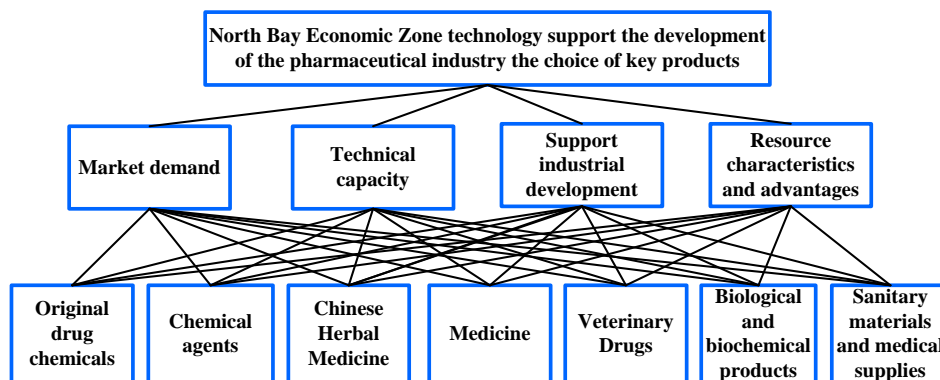 North Bay Economic Zone technology support the development
of the pharmaceutical industry the choice of key products
Market demand
Technical
capacity
Support
industrial
development
Resource
characteristics
and advantages
Original
drug
chemicals
Chemical
agents
Chinese
Herbal
Medicine
Medicine
Veterinary
Drugs
Biological
and
biochemical
products
Sanitary
materials
and medical
supplies